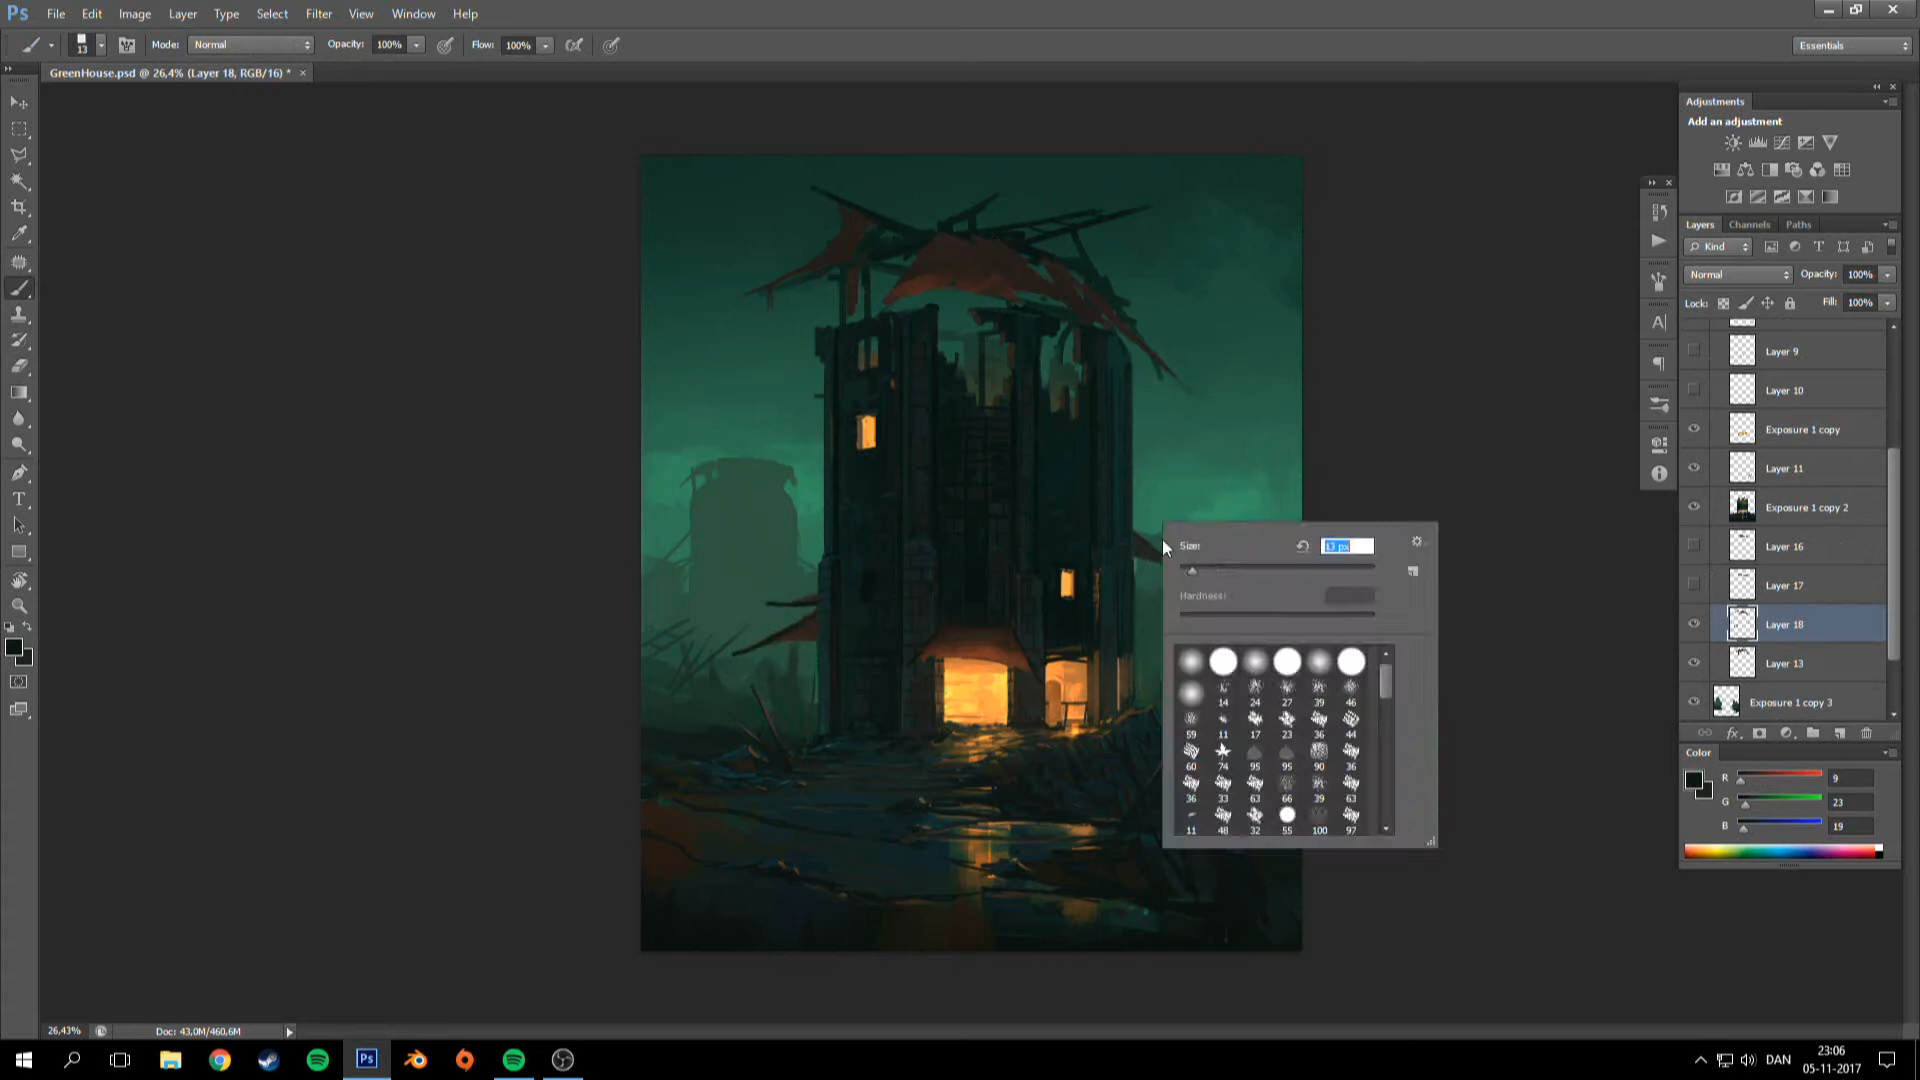 Ps File Edit Image Layer Type Select Filter View Window Help
13 Mode: Normal Opacity: 100% Flow: 100% Essentials
GreenHouse.psd @ 26,4% (Layer 18, RGB/16) * ×
Adjustments
Add an adjustment
Layers Channels Paths
Kind
Normal Opacity: 100%
Lock: Fill: 100%
Layer 9
Layer 10
Exposure 1 copy
Layer 11
Exposure 1 copy 2
Layer 16
Layer 17
Layer 18
Layer 13
Exposure 1 copy 3
Size: 13 px
Hardness:
14 24 27 39 46
59 11 17 23 36 44
60 74 95 95 90 36
36 33 63 66 39 63
11 48 32 55 100 97
Color
R 9
G 23
B 19
26,43% Doc: 43,0M/460,6M
Ps DAN 23:06
05-11-2017